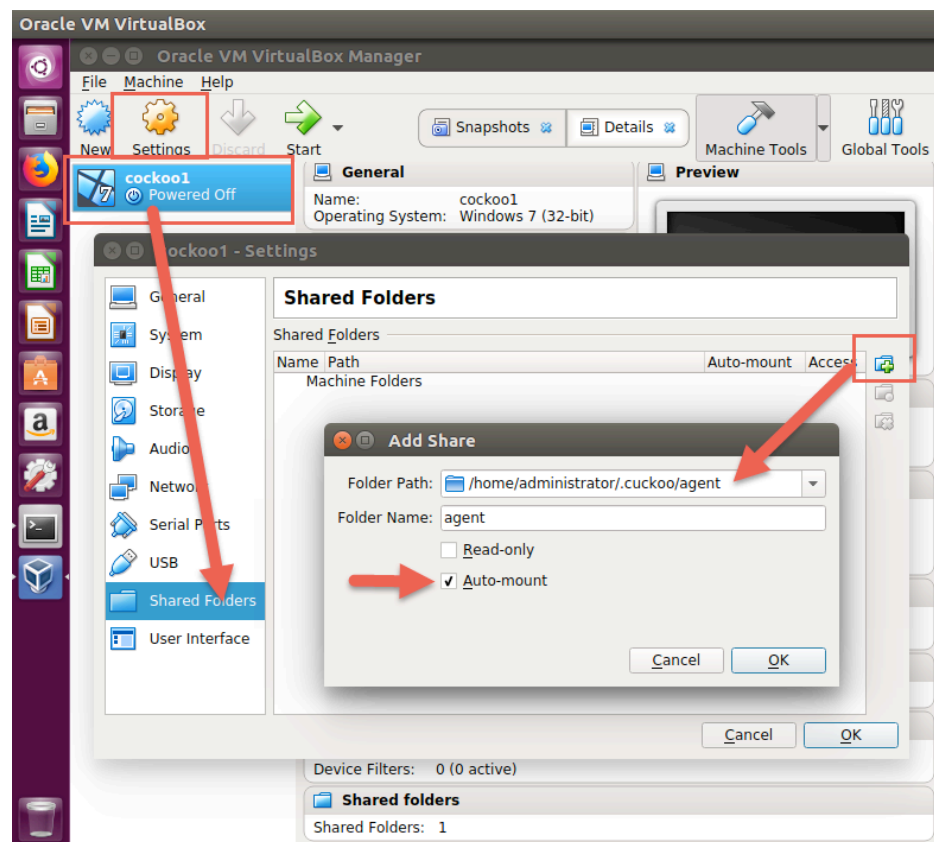 Oracle VM VirtualBox
Oracle VM VirtualBox Manager
File Machine Help
New Settings Discard Start Snapshots Details Machine Tools Global Tools
cockoo1
Powered Off
General
Name: cockoo1
Operating System: Windows 7 (32-bit)
Preview
ockoo1 - Settings
General
System
Display
Storage
Audio
Network
Serial Ports
USB
Shared Folders
User Interface
Shared Folders
Shared Folders
Name Path Auto-mount Access
Machine Folders
Add Share
Folder Path: /home/administrator/.cuckoo/agent
Folder Name: agent
Read-only
Auto-mount
Cancel OK
Cancel OK
Device Filters: 0 (0 active)
Shared folders
Shared Folders: 1